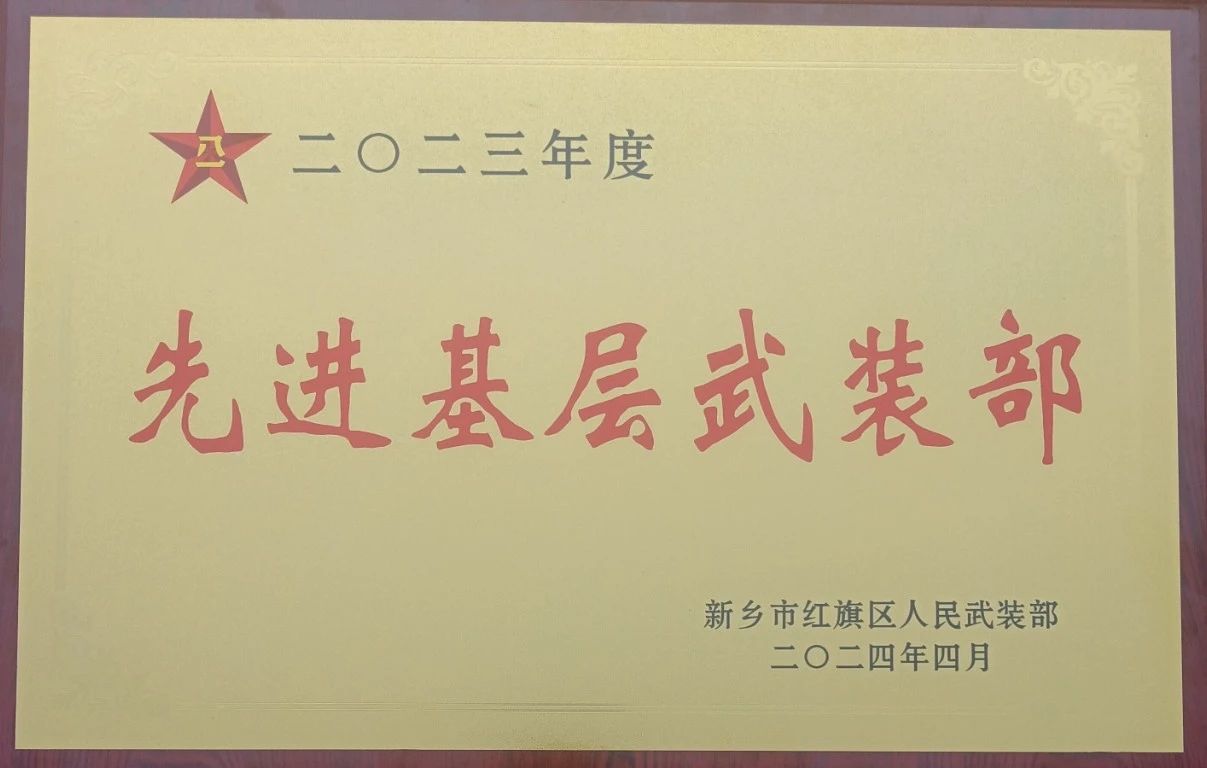 八一
二〇二三年度
先进基层武装部
新乡市红旗区人民武装部
二〇二四年四月